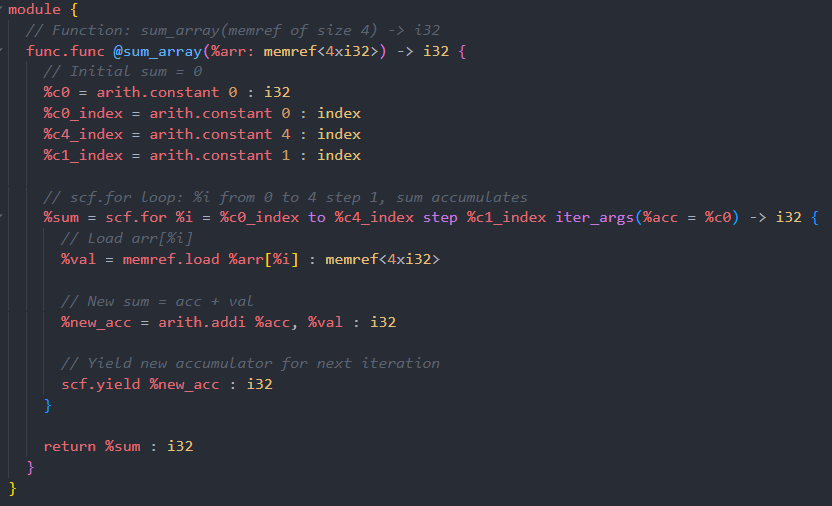 module {
  // Function: sum_array(memref of size 4) -> i32
  func.func @sum_array(%arr: memref<4xi32>) -> i32 {
    // Initial sum = 0
    %c0 = arith.constant 0 : i32
    %c0_index = arith.constant 0 : index
    %c4_index = arith.constant 4 : index
    %c1_index = arith.constant 1 : index

    // scf.for loop: %i from 0 to 4 step 1, sum accumulates
    %sum = scf.for %i = %c0_index to %c4_index step %c1_index iter_args(%acc = %c0) -> i32 {
      // Load arr[%i]
      %val = memref.load %arr[%i] : memref<4xi32>

      // New sum = acc + val
      %new_acc = arith.addi %acc, %val : i32

      // Yield new accumulator for next iteration
      scf.yield %new_acc : i32
    }

    return %sum : i32
  }
}